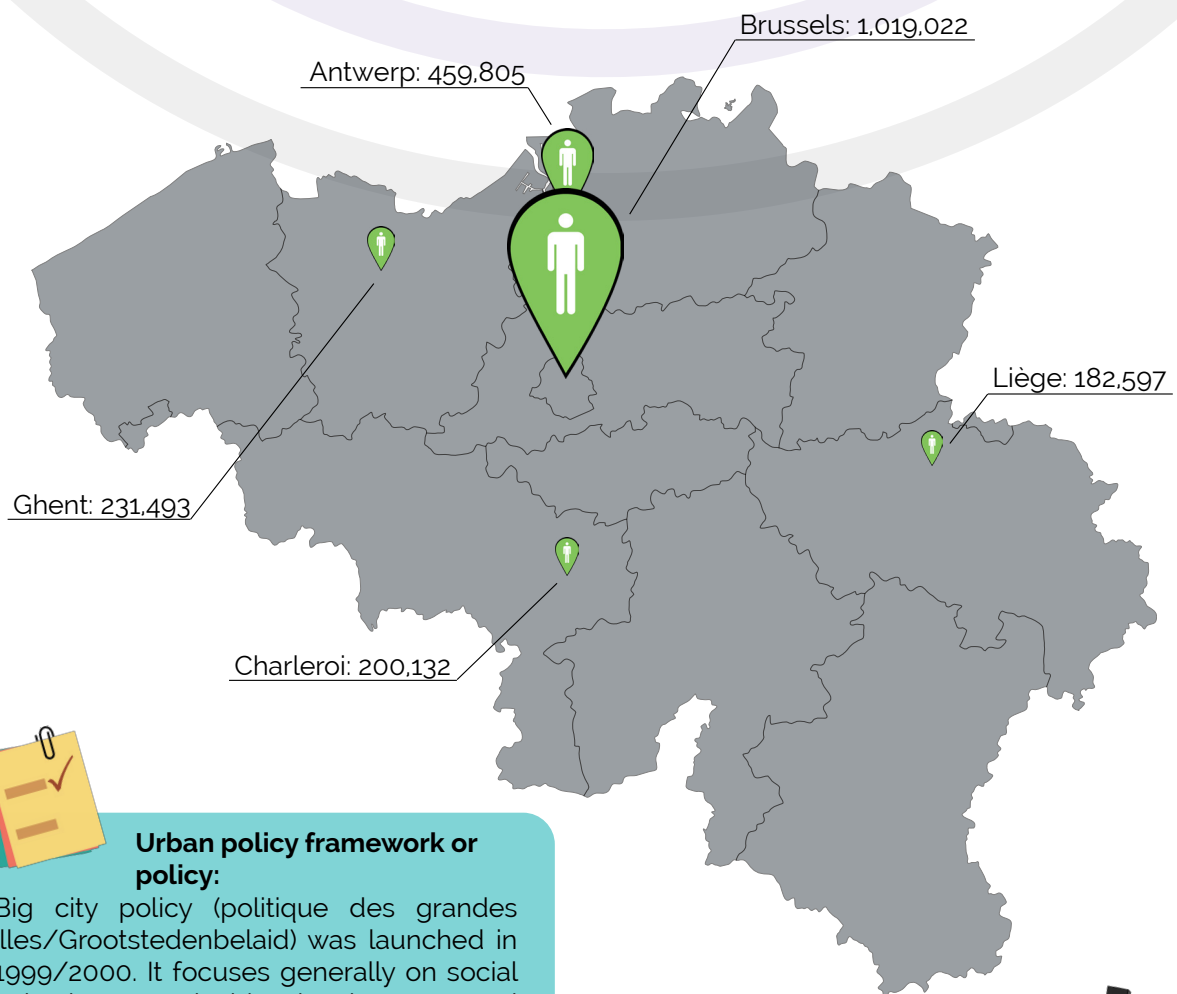 Brussels: 1,019,022
Antwerp: 459,805
Liège: 182,597
Ghent: 231,493
Charleroi: 200,132
Urban policy framework or
policy:
Big city policy (politique des grandes
illes/Grootstedenbelaid) was launched in
1999/2000. It focuses generally on social